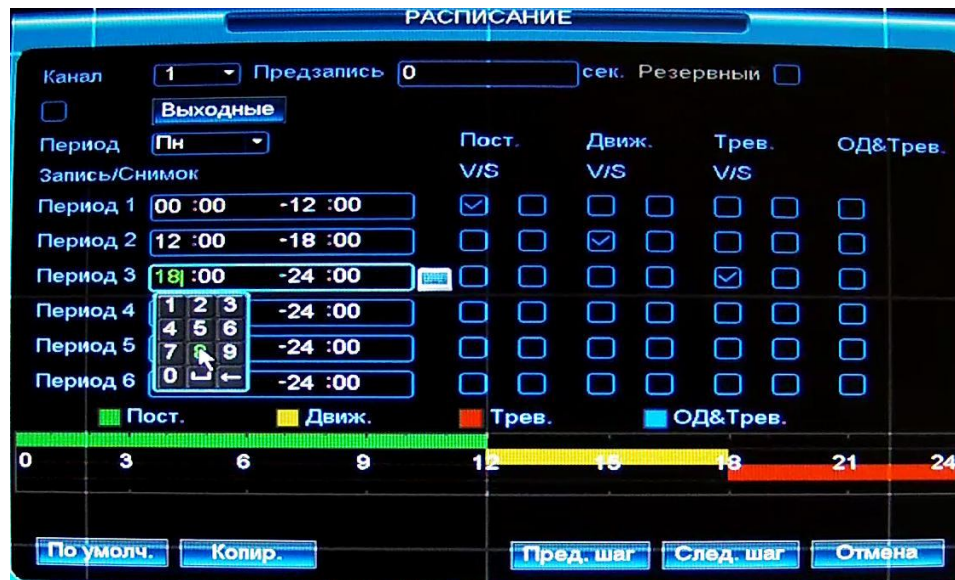 РАСПИСАНИЕ
Канал 1 Предзапись 0 сек. Резервный
Выходные
Период Пн Пост. Движ. Трев. ОД&Трев.
Запись/Снимок V/S V/S V/S
Период 1 00 :00 -12 :00
Период 2 12 :00 -18 :00
Период 3 18 :00 -24 :00
Период 4 1 2 3 -24 :00
4 5 6
Период 5 7 8 9 -24 :00
Период 6 0 ← -24 :00
Пост. Движ. Трев. ОД&Трев.
0 3 6 9 12 15 18 21 24
По умолч. Копир. Пред. шаг След. шаг Отмена